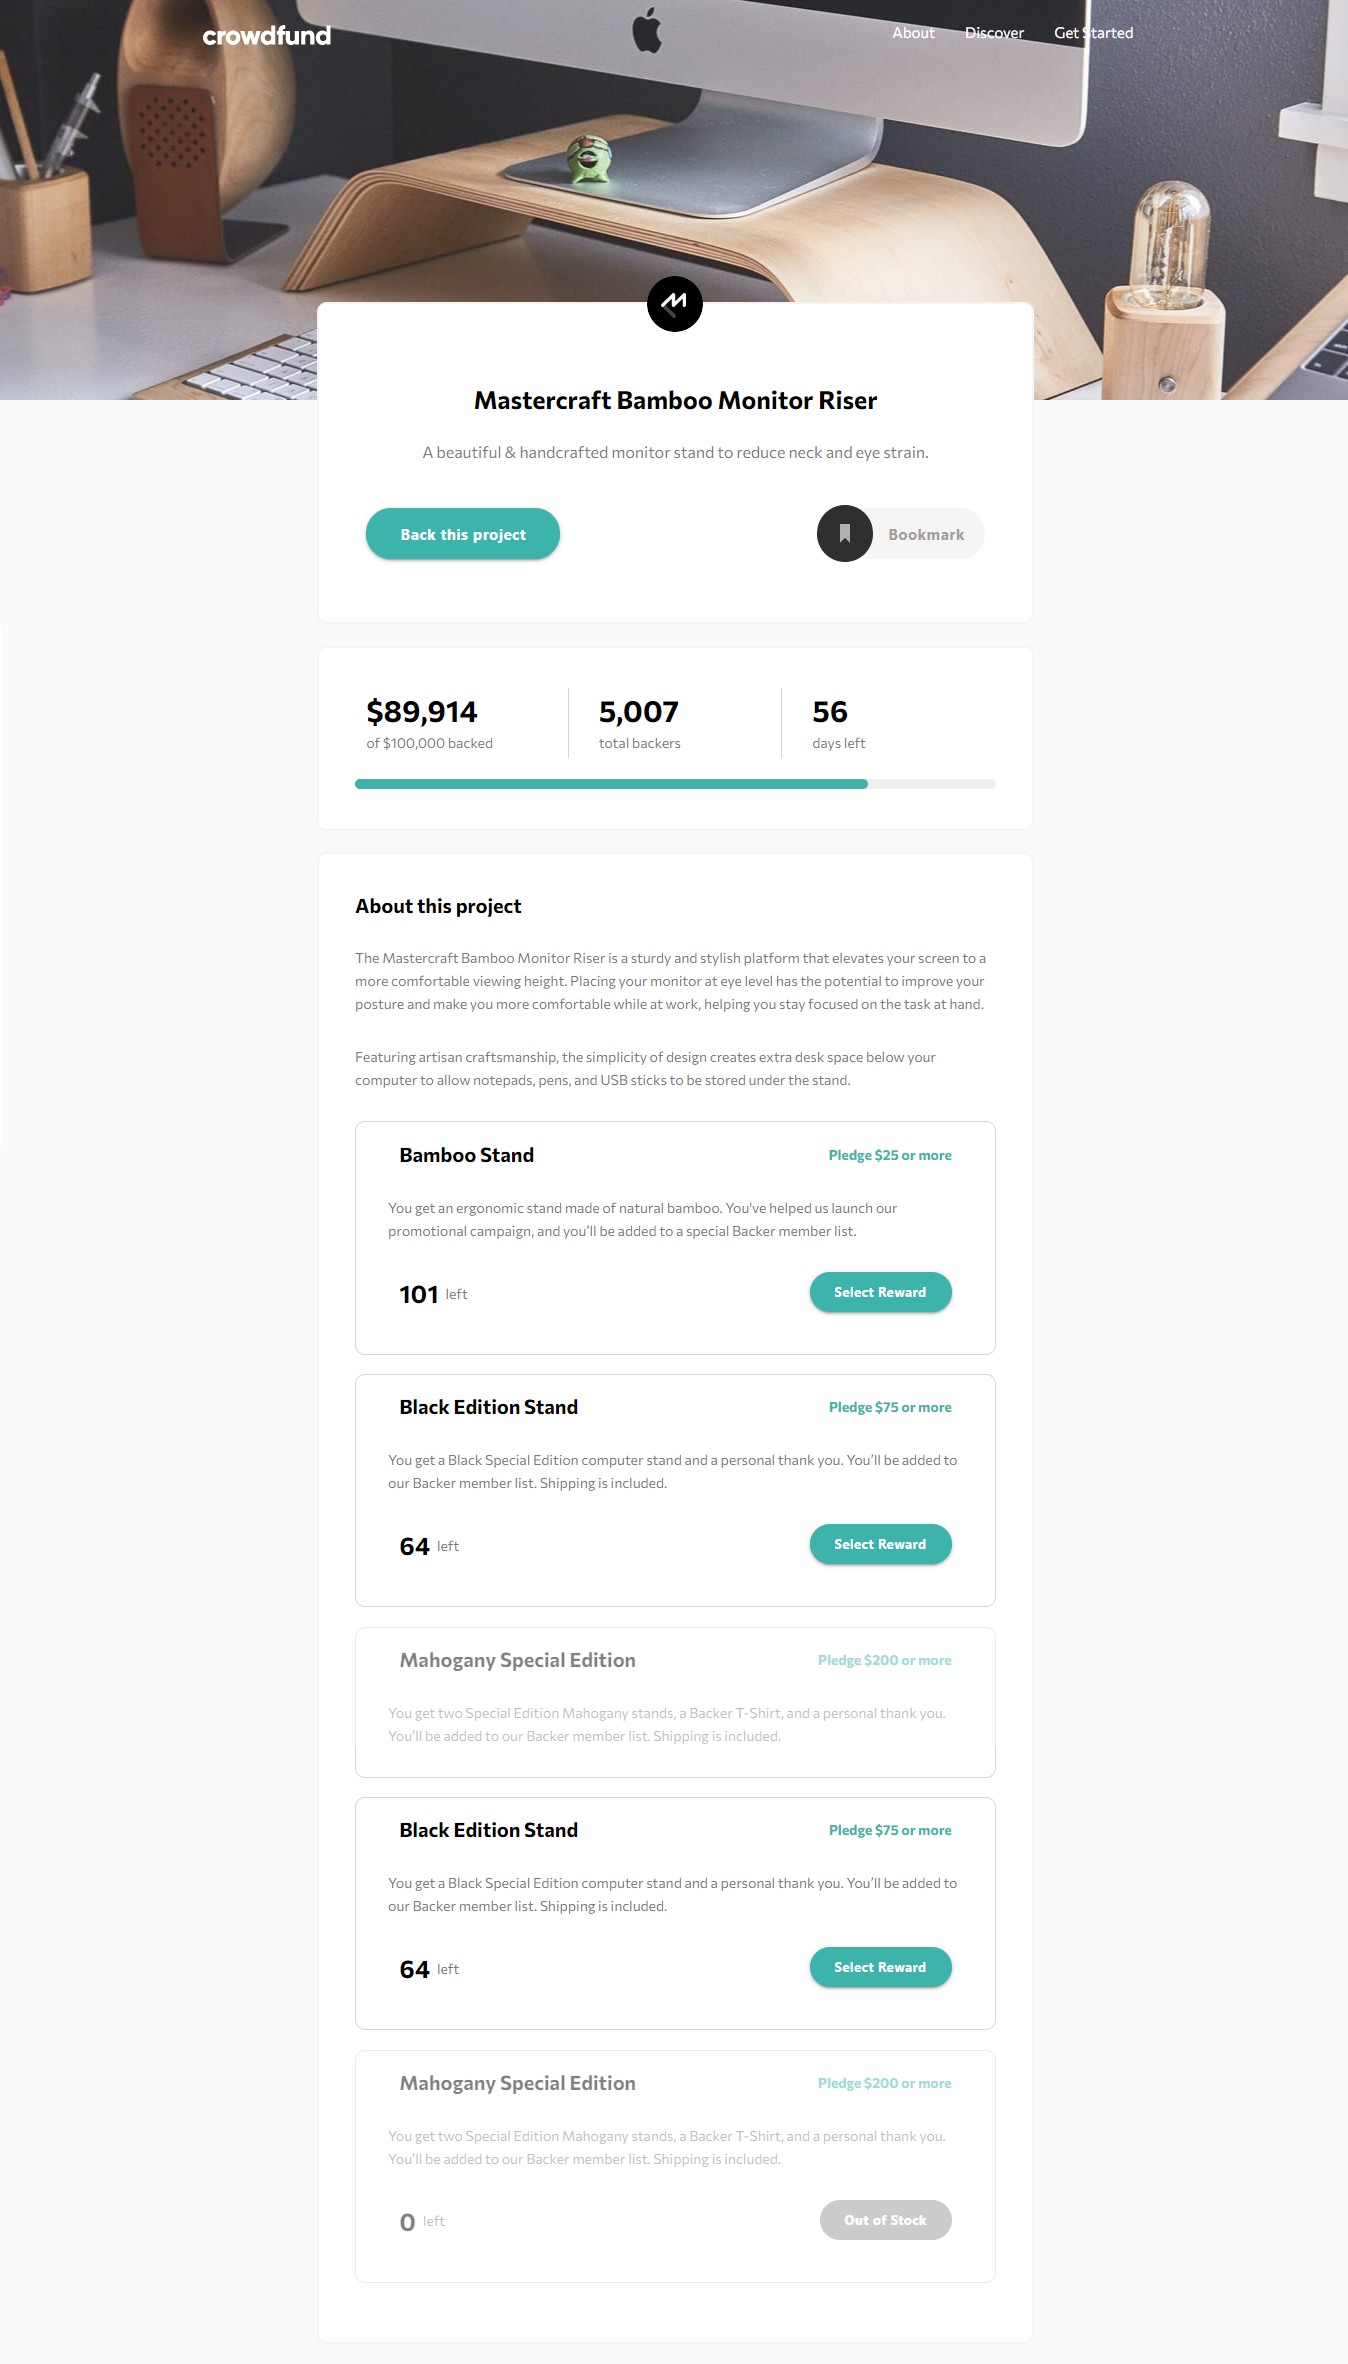 crowdfund
About Discover Get Started
Mastercraft Bamboo Monitor Riser
A beautiful & handcrafted monitor stand to reduce neck and eye strain.
Back this project Bookmark
$89,914 5,007 56
of $100,000 backed total backers days left
About this project
The Mastercraft Bamboo Monitor Riser is a sturdy and stylish platform that elevates your screen to a
more comfortable viewing height. Placing your monitor at eye level has the potential to improve your
posture and make you more comfortable while at work, helping you stay focused on the task at hand.
Featuring artisan craftsmanship, the simplicity of design creates extra desk space below your
computer to allow notepads, pens, and USB sticks to be stored under the stand.
Bamboo Stand Pledge $25 or more
You get an ergonomic stand made of natural bamboo. You've helped us launch our
promotional campaign, and you’ll be added to a special Backer member list.
101 left Select Reward
Black Edition Stand Pledge $75 or more
You get a Black Special Edition computer stand and a personal thank you. You’ll be added to
our Backer member list. Shipping is included.
64 left Select Reward
Mahogany Special Edition Pledge $200 or more
You get two Special Edition Mahogany stands, a Backer T-Shirt, and a personal thank you.
You’ll be added to our Backer member list. Shipping is included.
Black Edition Stand Pledge $75 or more
You get a Black Special Edition computer stand and a personal thank you. You’ll be added to
our Backer member list. Shipping is included.
64 left Select Reward
Mahogany Special Edition Pledge $200 or more
You get two Special Edition Mahogany stands, a Backer T-Shirt, and a personal thank you.
You’ll be added to our Backer member list. Shipping is included.
0 left Out of Stock